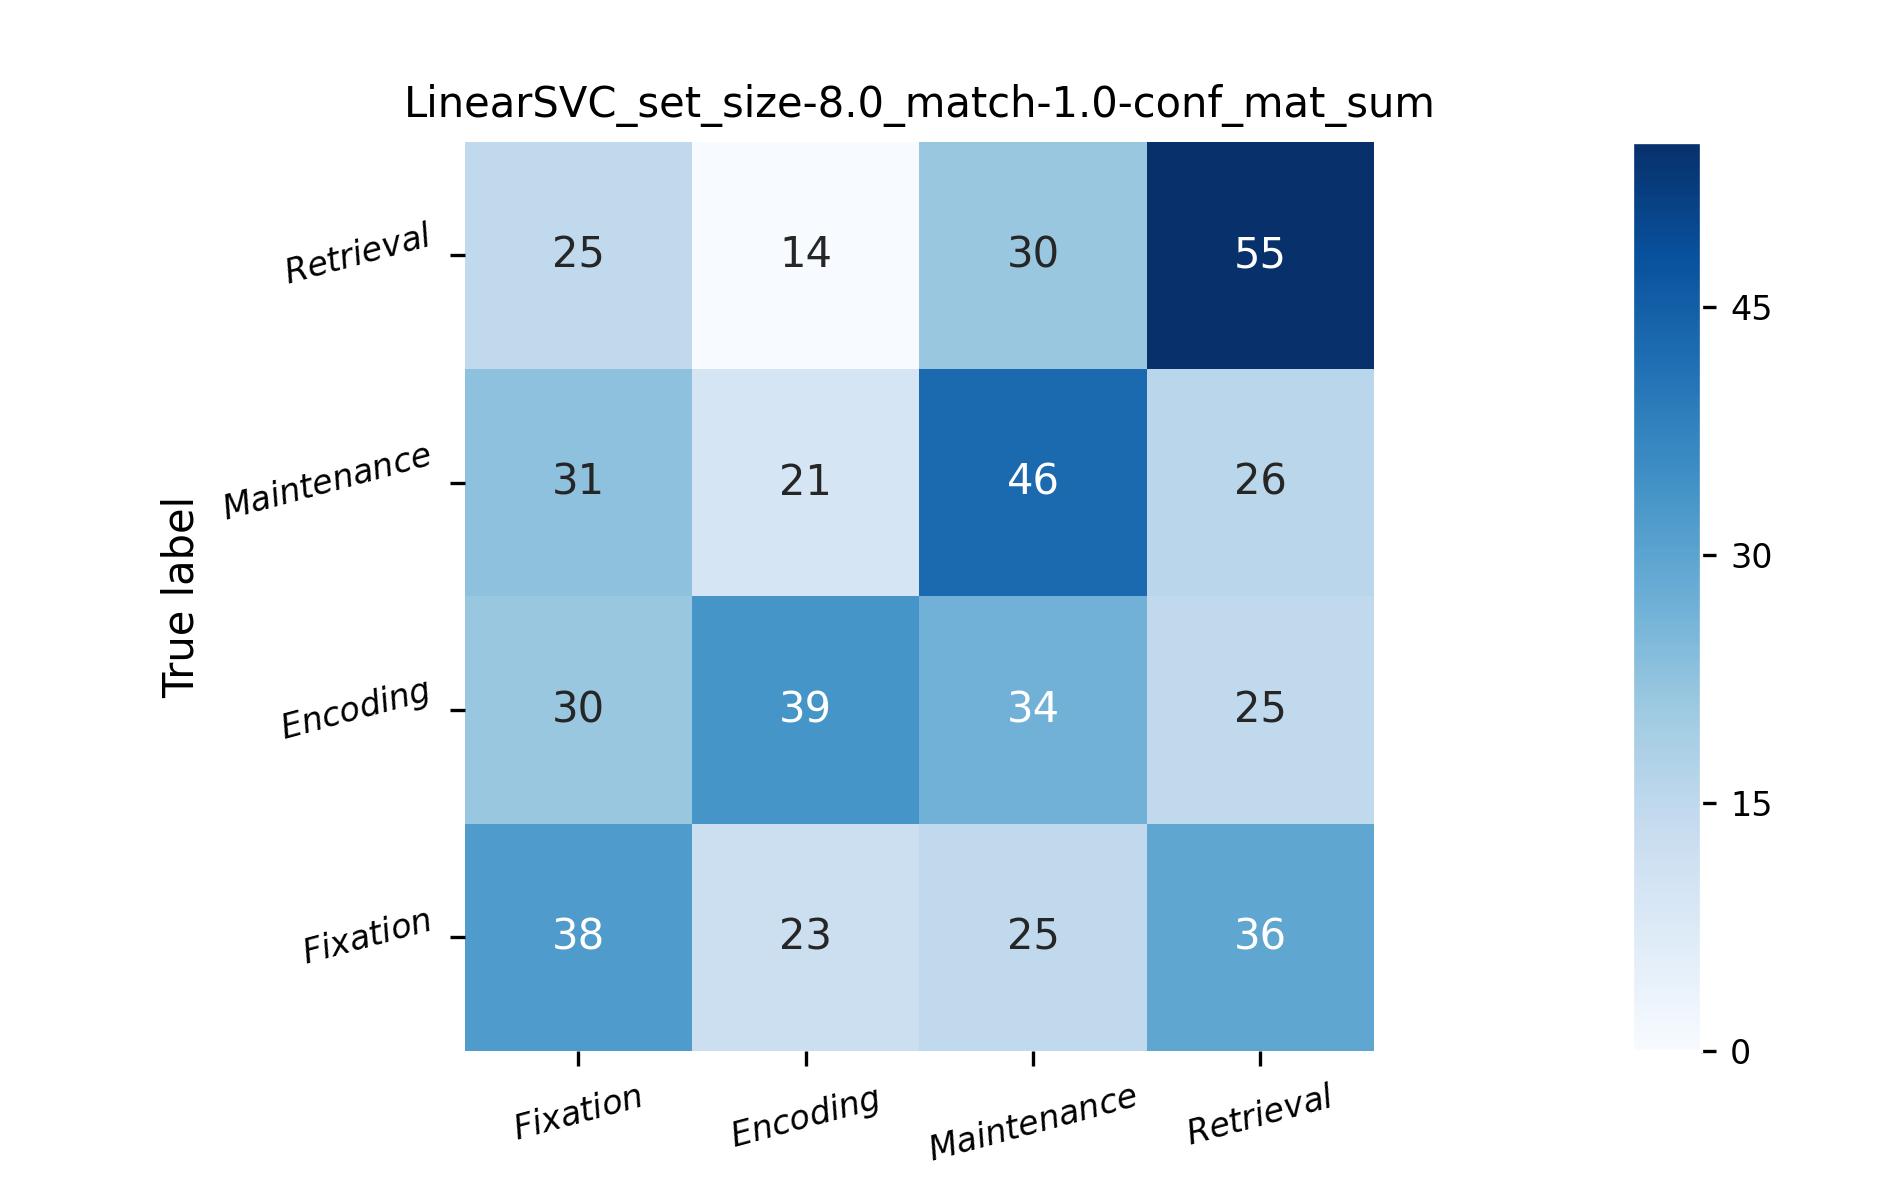 LinearSVC_set_size-8.0_match-1.0-conf_mat_sum
True label
Retrieval 25 14 30 55
Maintenance 31 21 46 26
Encoding 30 39 34 25
Fixation 38 23 25 36
Fixation Encoding Maintenance Retrieval
45
30
15
0